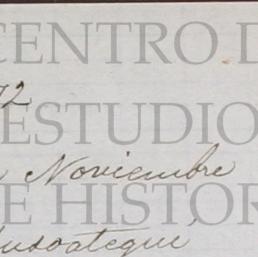 CENTRO D
72
ESTUDIO
Noviembre
E HISTOR